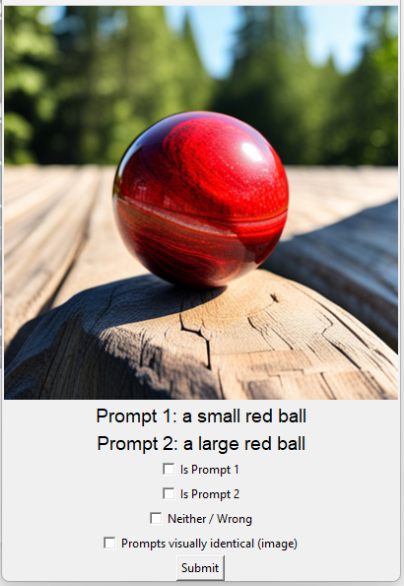 Prompt 1: a small red ball
Prompt 2: a large red ball
Is Prompt 1
Is Prompt 2
Neither / Wrong
Prompts visually identical (image)
Submit